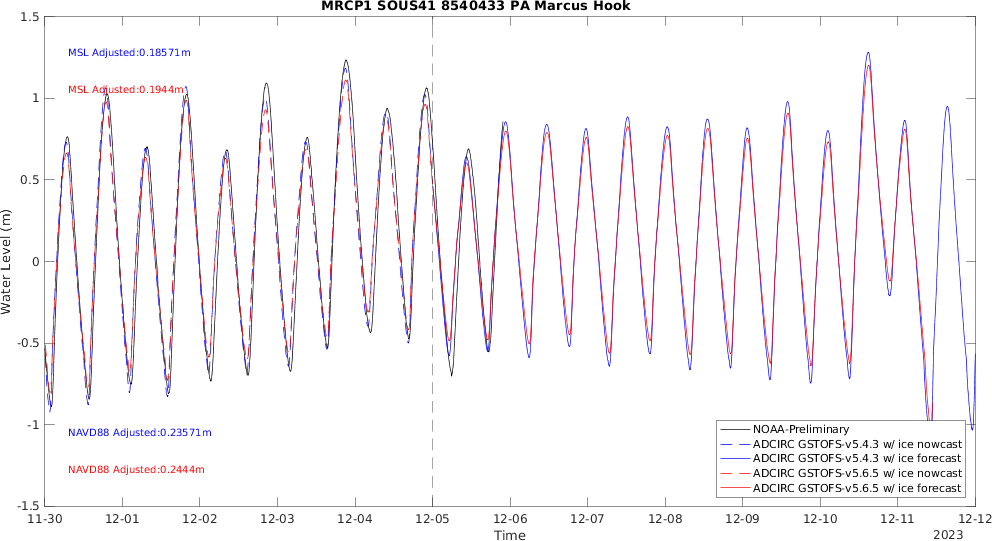 MRCP1 SOUS41 8540433 PA Marcus Hook
1.5
MSL Adjusted:0.18571m
MSL Adjusted:0.1944m
1
0.5
Water Level (m)
0
-0.5
-1
NAVD88 Adjusted:0.23571m
NAVD88 Adjusted:0.2444m
NOAA-Preliminary
ADCIRC GSTOFS-v5.4.3 w/ ice nowcast
ADCIRC GSTOFS-v5.4.3 w/ ice forecast
ADCIRC GSTOFS-v5.6.5 w/ ice nowcast
ADCIRC GSTOFS-v5.6.5 w/ ice forecast
-1.5
11-30 12-01 12-02 12-03 12-04 12-05 12-06 12-07 12-08 12-09 12-10 12-11 12-12
Time 2023